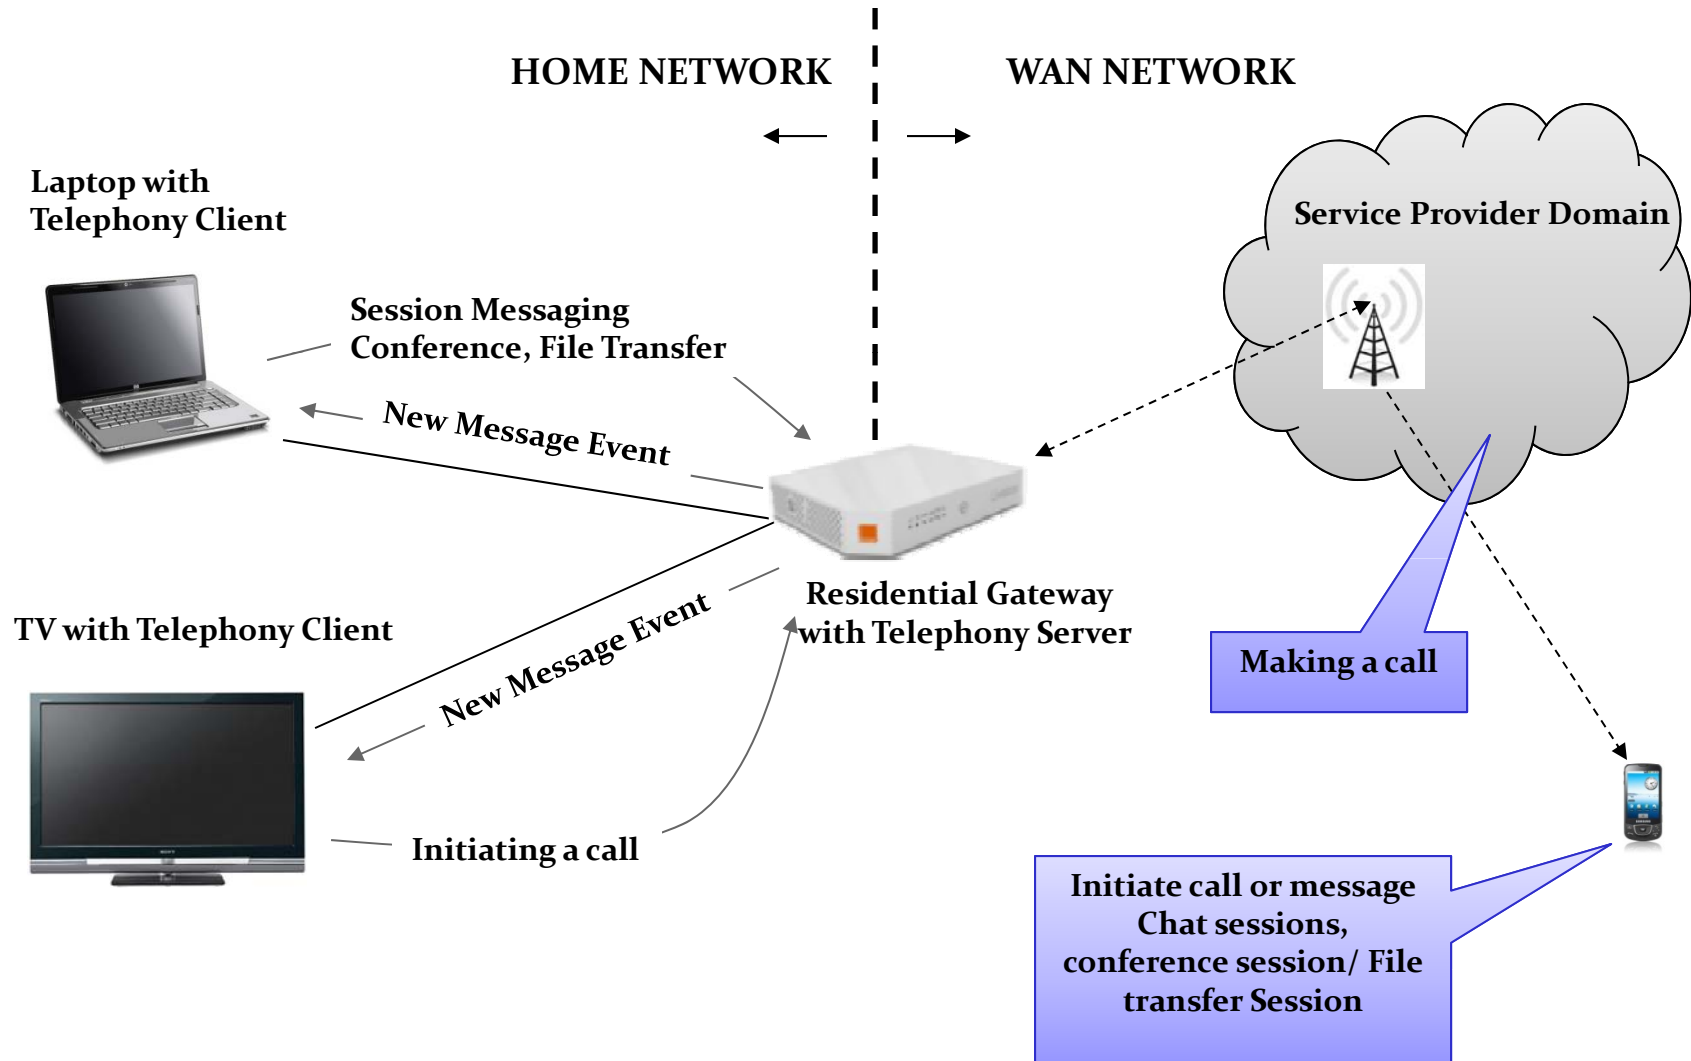 HOME NETWORK
WAN NETWORK
Laptop with
Telephony Client
Service Provider Domain
Session Messaging
Conference, File Transfer
New Message Event
Residential Gateway
with Telephony Server
TV with Telephony Client
New Message Event
Making a call
Initiating a call
Initiate call or message
Chat sessions,
conference session/ File
transfer Session